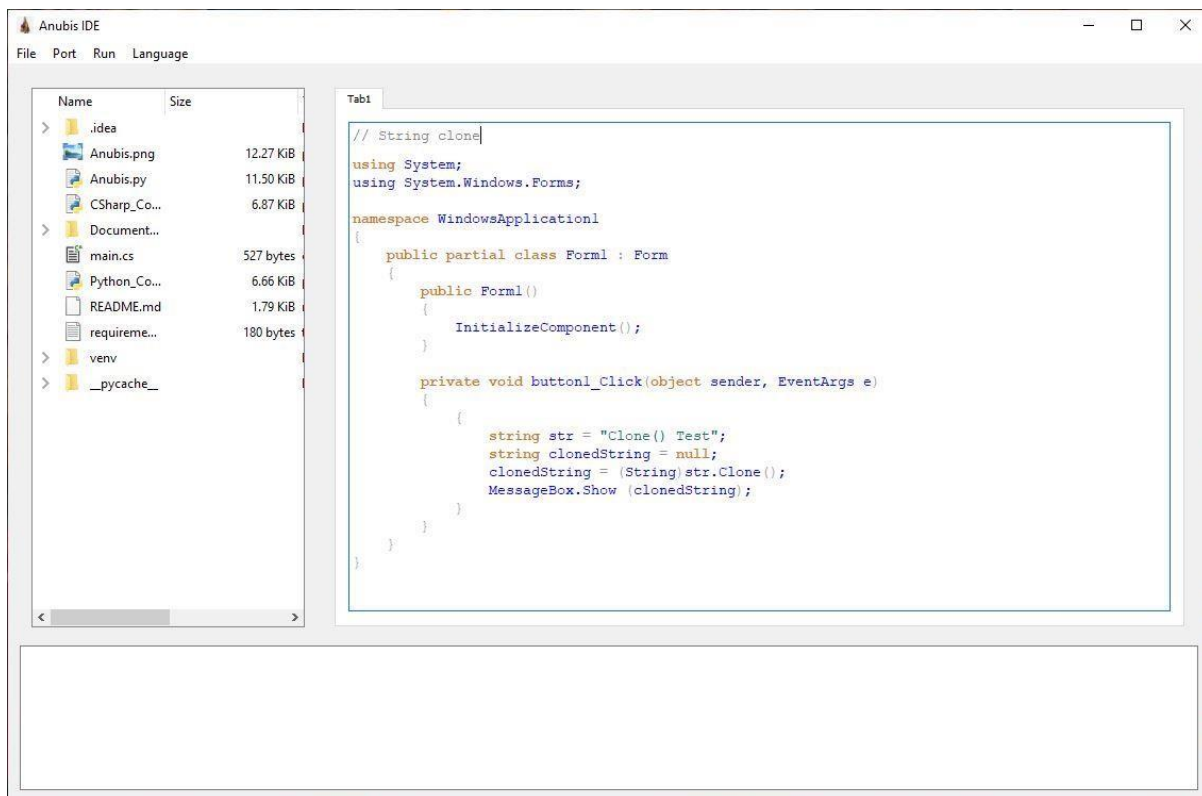 Anubis IDE
File Port Run Language
Name Size
.idea
Anubis.png 12.27 KiB
Anubis.py 11.50 KiB
CSharp_Co... 6.87 KiB
Document...
main.cs 527 bytes
Python_Co... 6.66 KiB
README.md 1.79 KiB
requireme... 180 bytes
venv
__pycache__
Tab1
// String clone
using System;
using System.Windows.Forms;
namespace WindowsApplication1
{
public partial class Form1 : Form
{
public Form1()
{
InitializeComponent();
}
private void button1_Click(object sender, EventArgs e)
{
{
string str = "Clone() Test";
string clonedString = null;
clonedString = (String)str.Clone();
MessageBox.Show (clonedString);
}
}
}
}